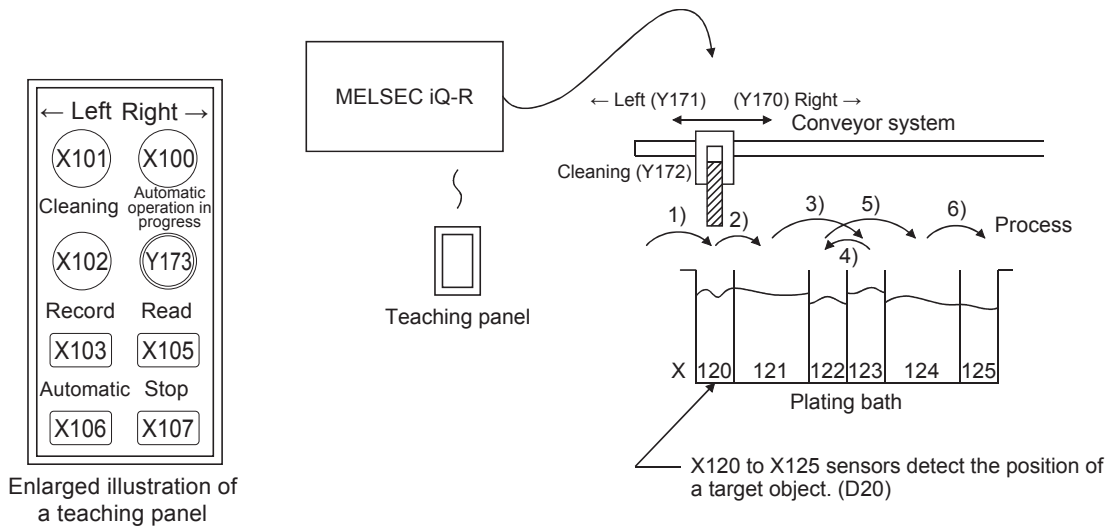 ← Left Right →
X101 X100
Cleaning
Automatic
operation in
progress
X102 Y173
Record Read
X103 X105
Automatic Stop
X106 X107
Enlarged illustration of
a teaching panel
MELSEC iQ-R
Teaching panel
← Left (Y171) (Y170) Right →
Conveyor system
Cleaning (Y172)
1) 2) 3) 4) 5) 6) Process
X 120 121 122 123 124 125
Plating bath
X120 to X125 sensors detect the position of
a target object. (D20)